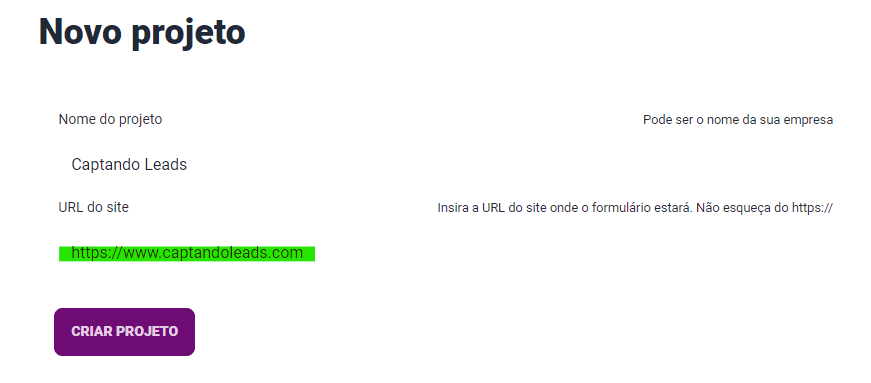 Novo projeto
Nome do projeto
Pode ser o nome da sua empresa
Captando Leads
URL do site
Insira a URL do site onde o formulário estará. Não esqueça do https://
https://www.captandoleads.com
CRIAR PROJETO